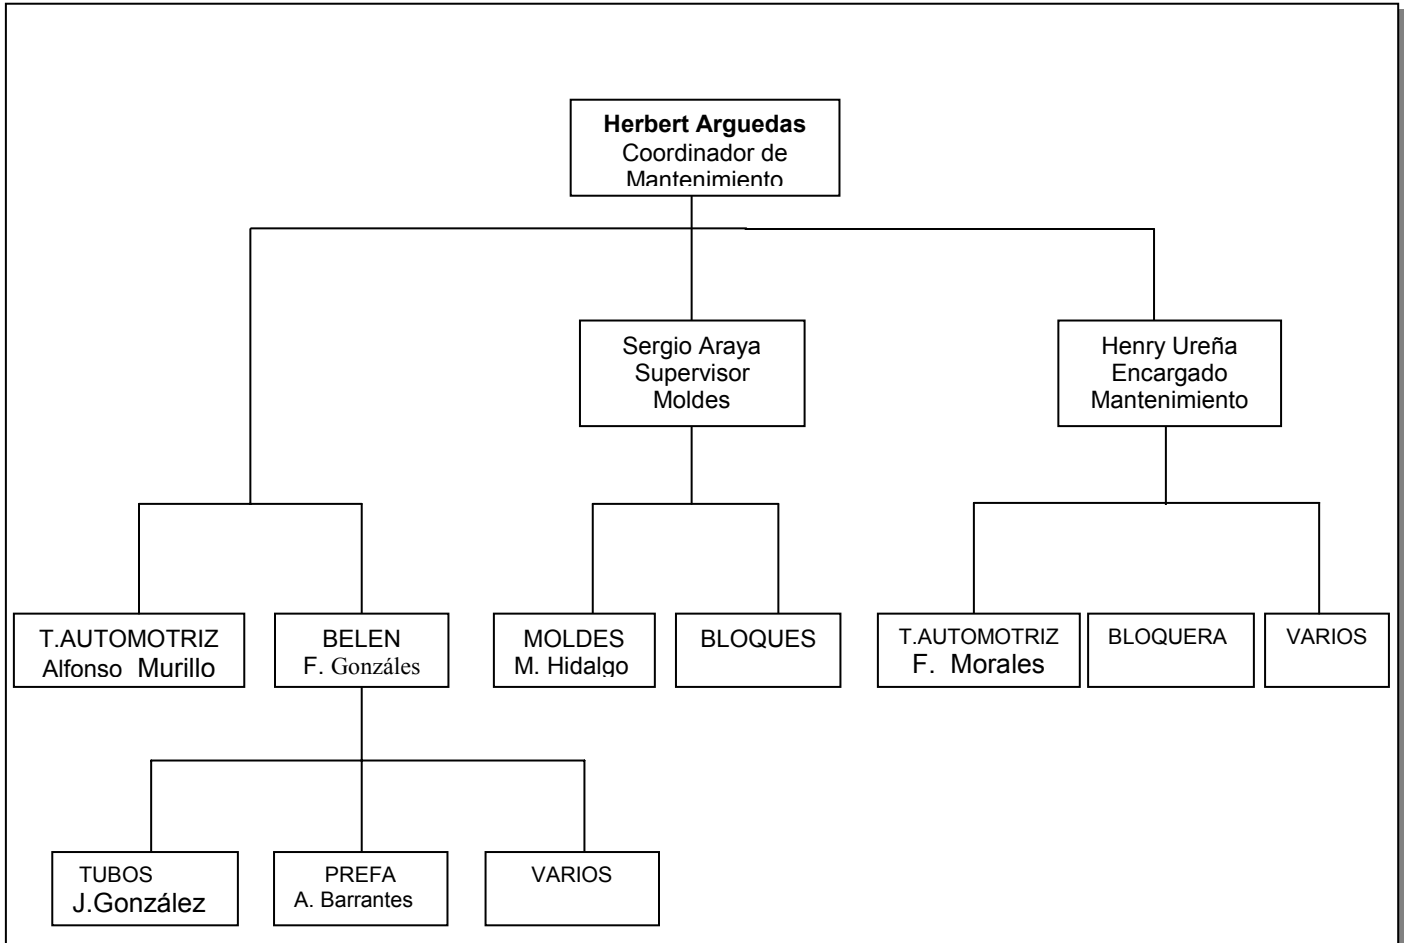 Herbert Arguedas
Coordinador de
Mantenimiento
Sergio Araya
Supervisor
Moldes
Henry Ureña
Encargado
Mantenimiento
T.AUTOMOTRIZ
Alfonso Murillo
BELEN
F. Gonzáles
MOLDES
M. Hidalgo
BLOQUES
T.AUTOMOTRIZ
F. Morales
BLOQUERA
VARIOS
TUBOS
J.González
PREFA
A. Barrantes
VARIOS